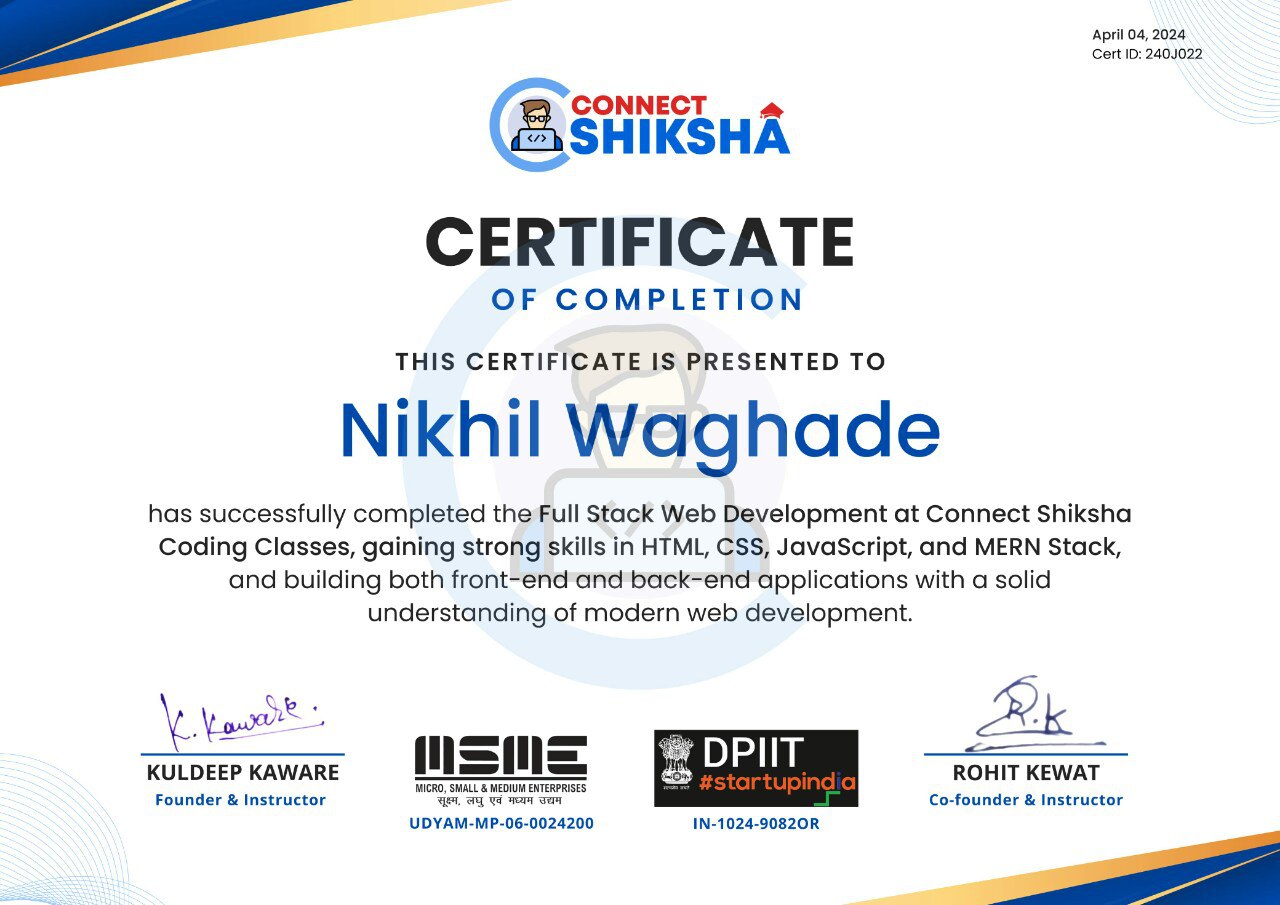 April 04, 2024
Cert ID: 240J022
CONNECT
SHIKSHA
</>
CERTIFICATE
OF COMPLETION
THIS CERTIFICATE IS PRESENTED TO
Nikhil Waghade
has successfully completed the Full Stack Web Development at Connect Shiksha
Coding Classes, gaining strong skills in HTML, CSS, JavaScript, and MERN Stack,
and building both front-end and back-end applications with a solid
understanding of modern web development.
K. Kaware.
KULDEEP KAWARE
Founder & Instructor
MSME
MICRO, SMALL & MEDIUM ENTERPRISES
सूक्ष्म, लघु एवं मध्यम उद्यम
UDYAM-MP-06-0024200
DPIIT
#startupindia
सत्यमेव जयते
IN-1024-9082OR
R.K
ROHIT KEWAT
Co-founder & Instructor